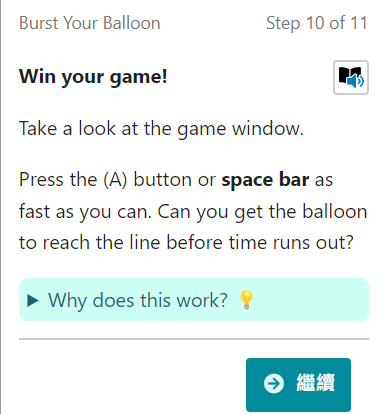 Burst Your Balloon
Step 10 of 11
Win your game!
Take a look at the game window.
Press the (A) button or space bar as
fast as you can. Can you get the balloon
to reach the line before time runs out?
Why does this work?
繼續